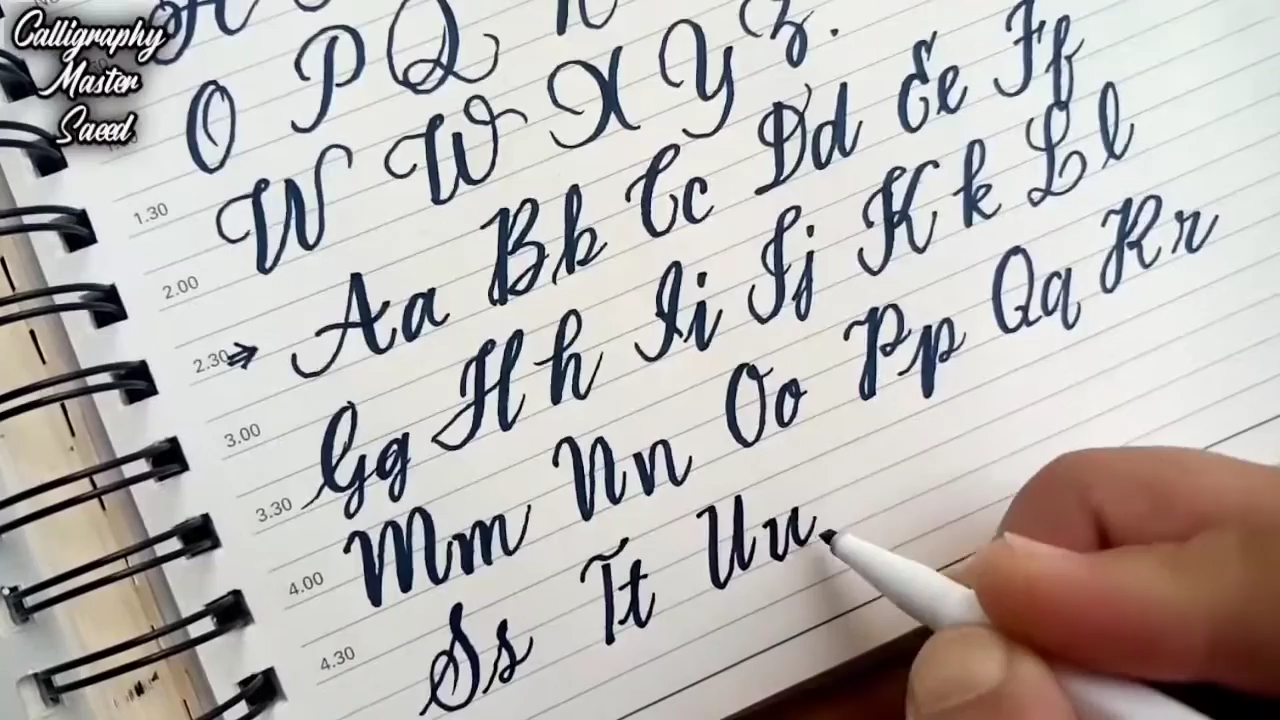 Calligraphy
Master
Saeed
O P Q
W W X Y Z.
1.30
2.00
2.30 ⇒ Aa Bb Cc Dd Ee Ff
3.00 Gg Hh Ii Jj Kk Ll
3.30
4.00 Mm Nn Oo Pp Qq Rr
4.30 Ss Tt Uu